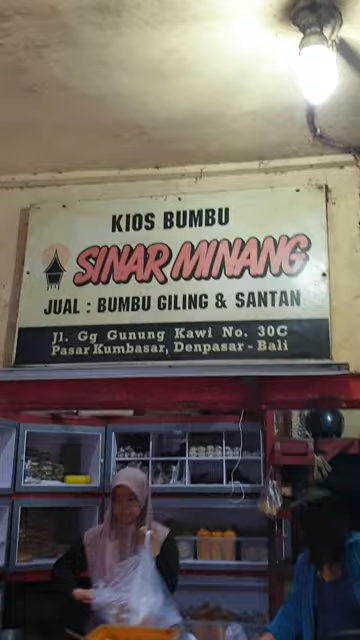 KIOS BUMBU
SINAR MINANG
JUAL : BUMBU GILING & SANTAN
Jl. Gg Gunung Kawi No. 30C
Pasar Kumbasar, Denpasar - Bali